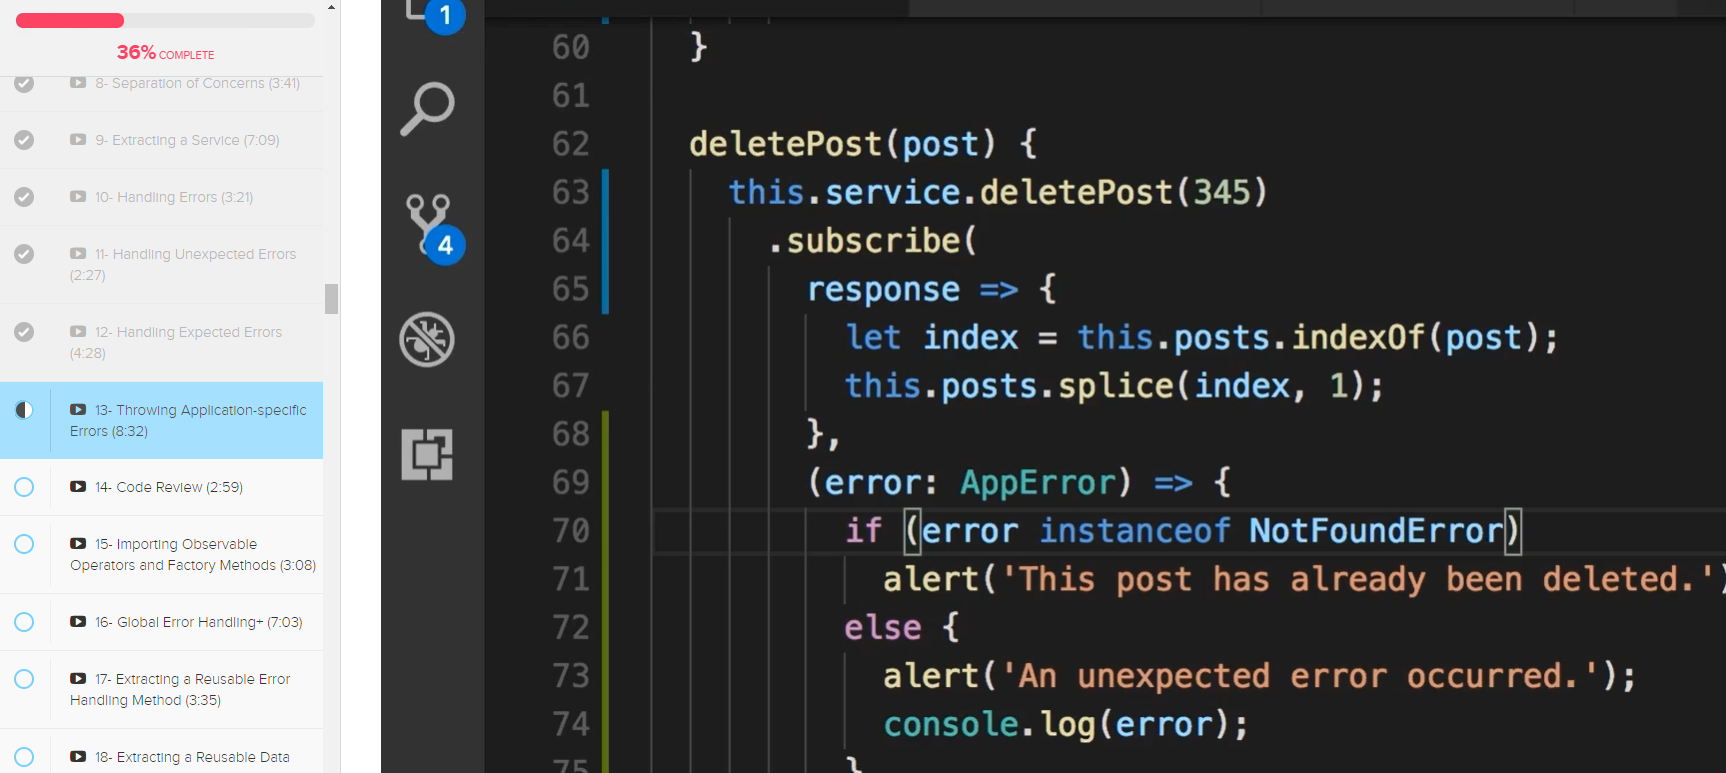 36% COMPLETE
8- Separation of Concerns (3:41)
9- Extracting a Service (7:09)
10- Handling Errors (3:21)
11- Handling Unexpected Errors
(2:27)
12- Handling Expected Errors
(4:28)
13- Throwing Application-specific
Errors (8:32)
14- Code Review (2:59)
15- Importing Observable
Operators and Factory Methods (3:08)
16- Global Error Handling+ (7:03)
17- Extracting a Reusable Error
Handling Method (3:35)
18- Extracting a Reusable Data
1
4
60 }
61
62 deletePost(post) {
63 this.service.deletePost(345)
64 .subscribe(
65 response => {
66 let index = this.posts.indexOf(post);
67 this.posts.splice(index, 1);
68 },
69 (error: AppError) => {
70 if (error instanceof NotFoundError)
71 alert('This post has already been deleted.')
72 else {
73 alert('An unexpected error occurred.');
74 console.log(error);
75 }